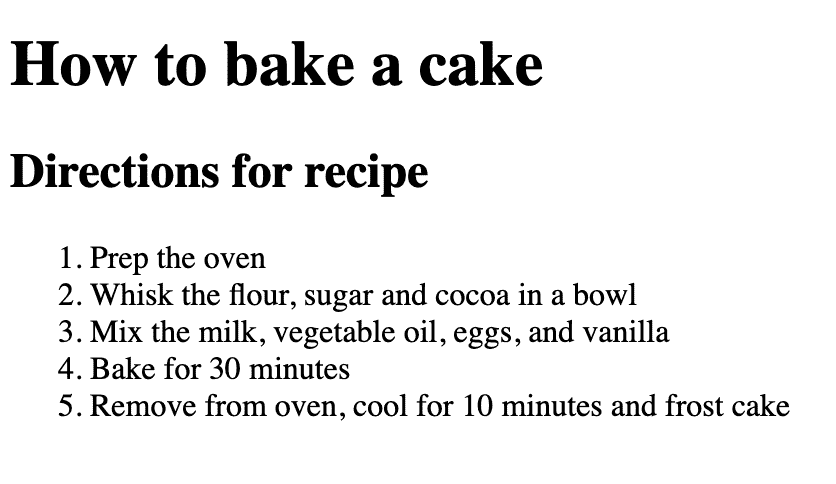 How to bake a cake
Directions for recipe
1. Prep the oven
2. Whisk the flour, sugar and cocoa in a bowl
3. Mix the milk, vegetable oil, eggs, and vanilla
4. Bake for 30 minutes
5. Remove from oven, cool for 10 minutes and frost cake